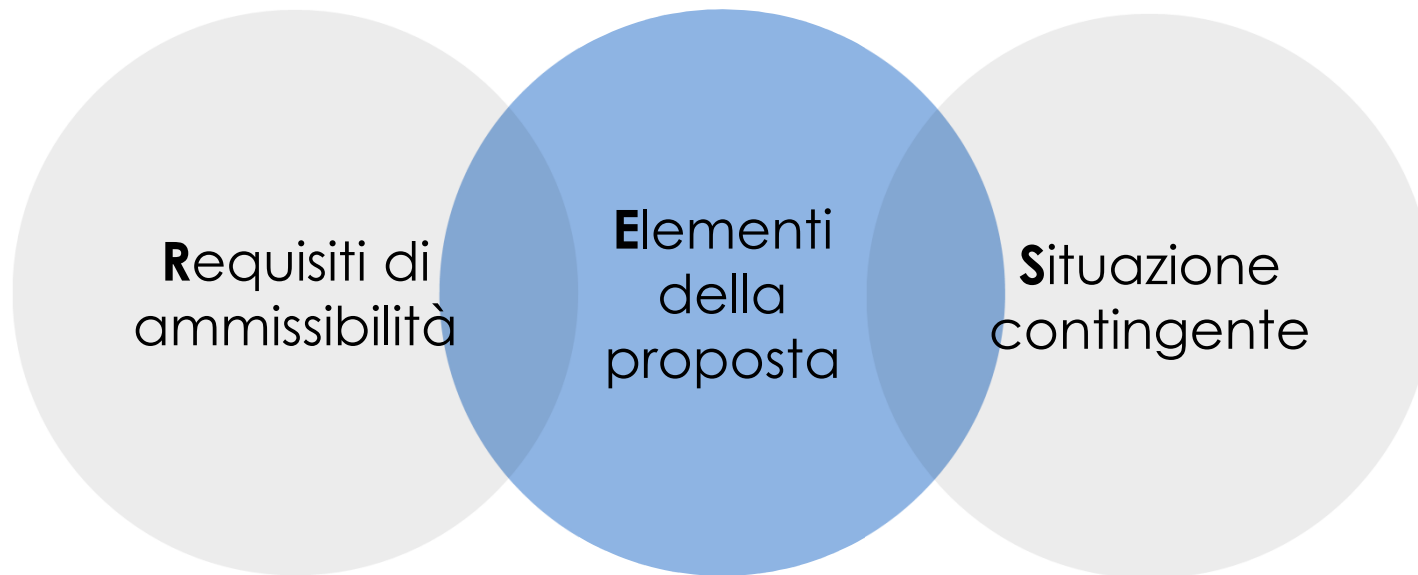 Requisiti di
ammissibilità
Elementi
della
proposta
Situazione
contingente